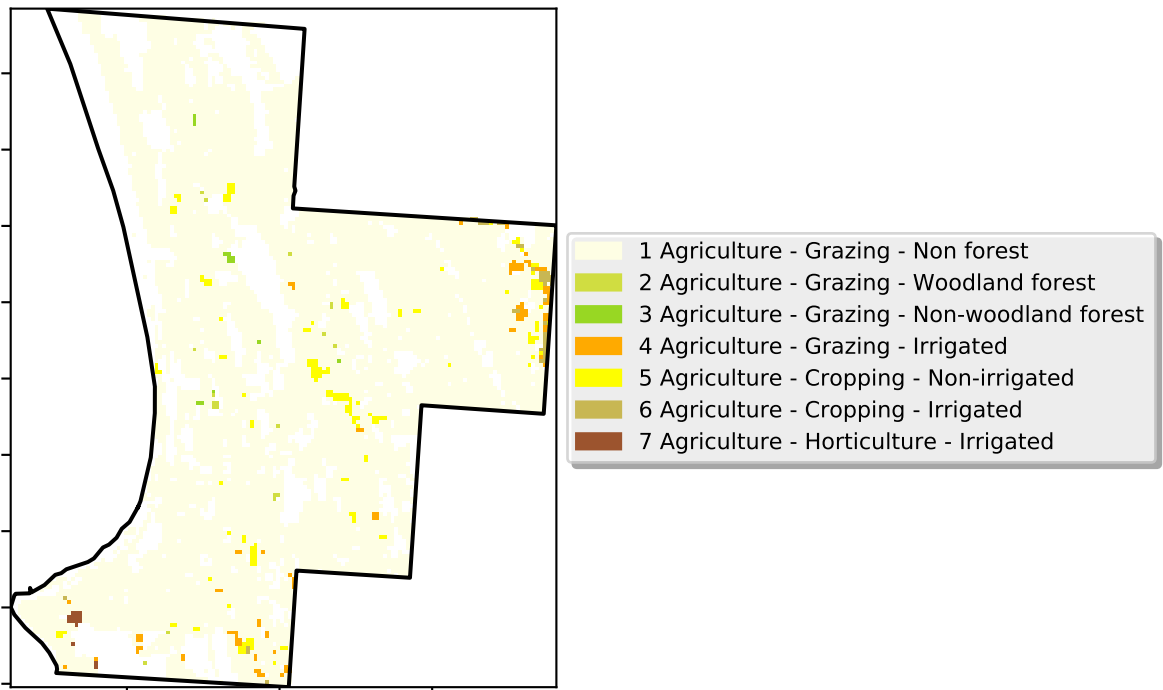 1 Agriculture - Grazing - Non forest
2 Agriculture - Grazing - Woodland forest
3 Agriculture - Grazing - Non-woodland forest
4 Agriculture - Grazing - Irrigated
5 Agriculture - Cropping - Non-irrigated
6 Agriculture - Cropping - Irrigated
7 Agriculture - Horticulture - Irrigated